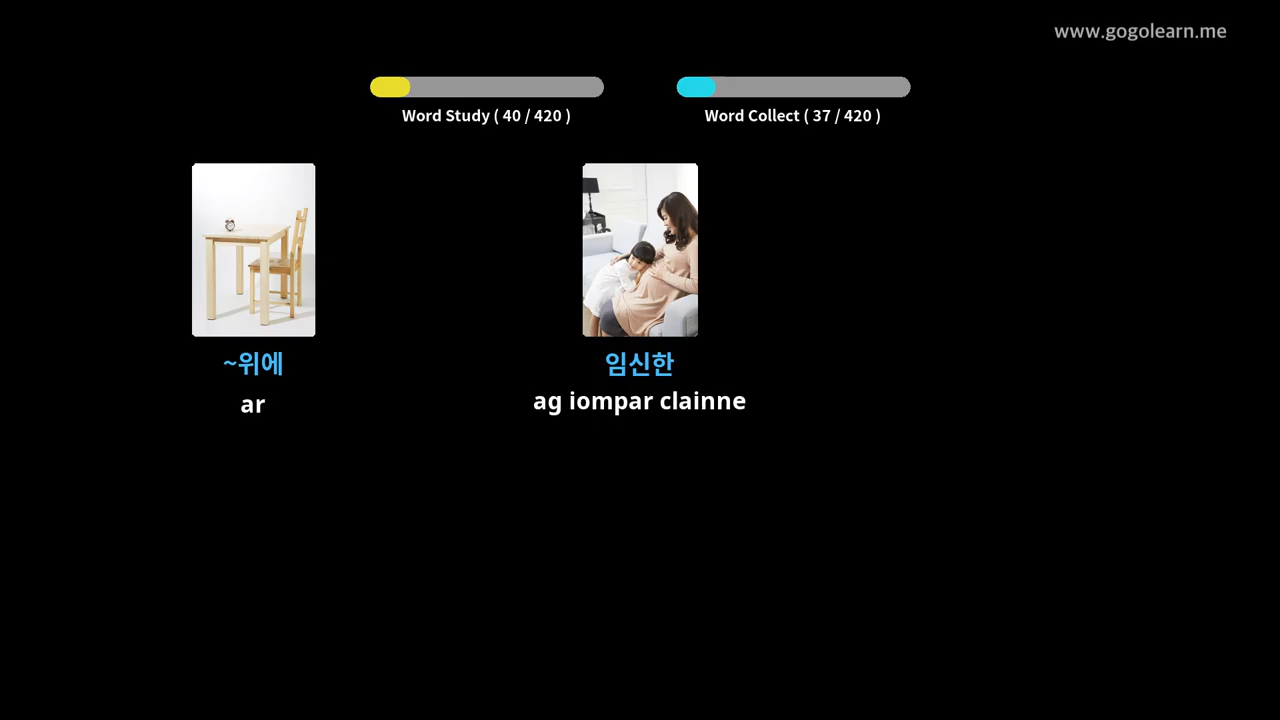 www.gogolearn.me
Word Study ( 40 / 420 )
Word Collect ( 37 / 420 )
~위에
ar
임신한
ag iompar clainne